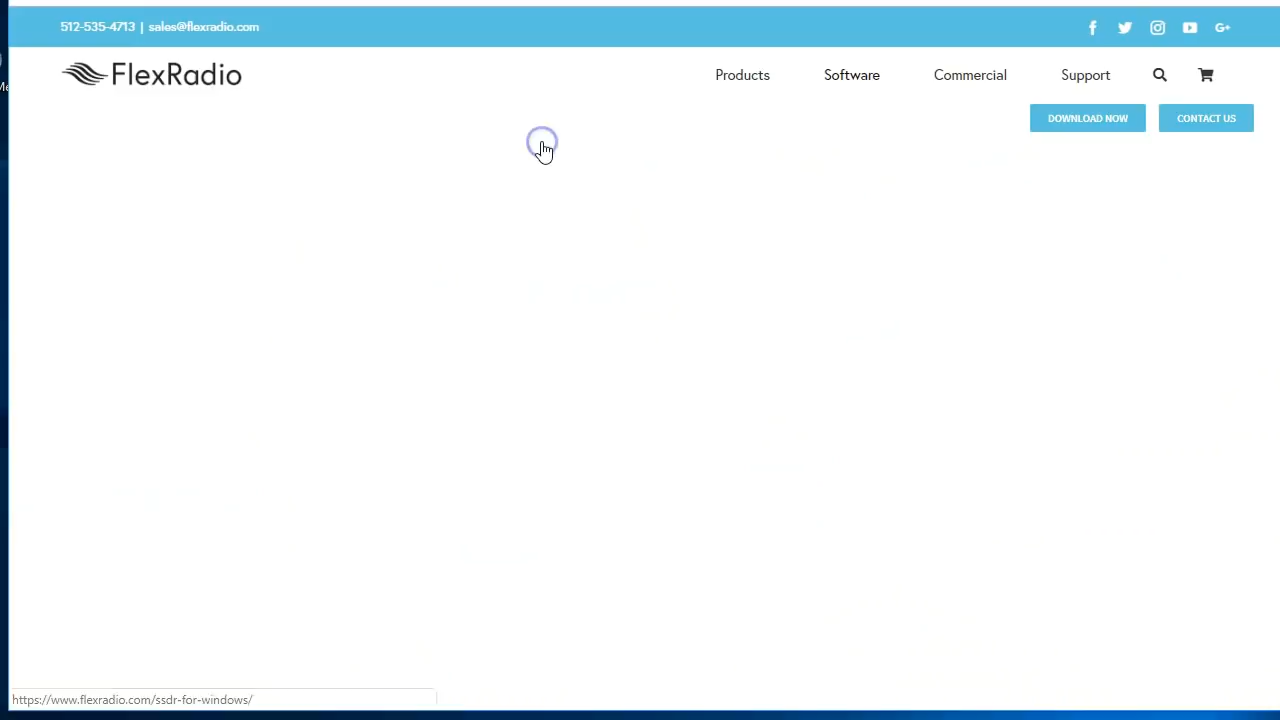 512-535-4713 | sales@flexradio.com
FlexRadio
Products Software Commercial Support
DOWNLOAD NOW CONTACT US
https://www.flexradio.com/ssdr-for-windows/